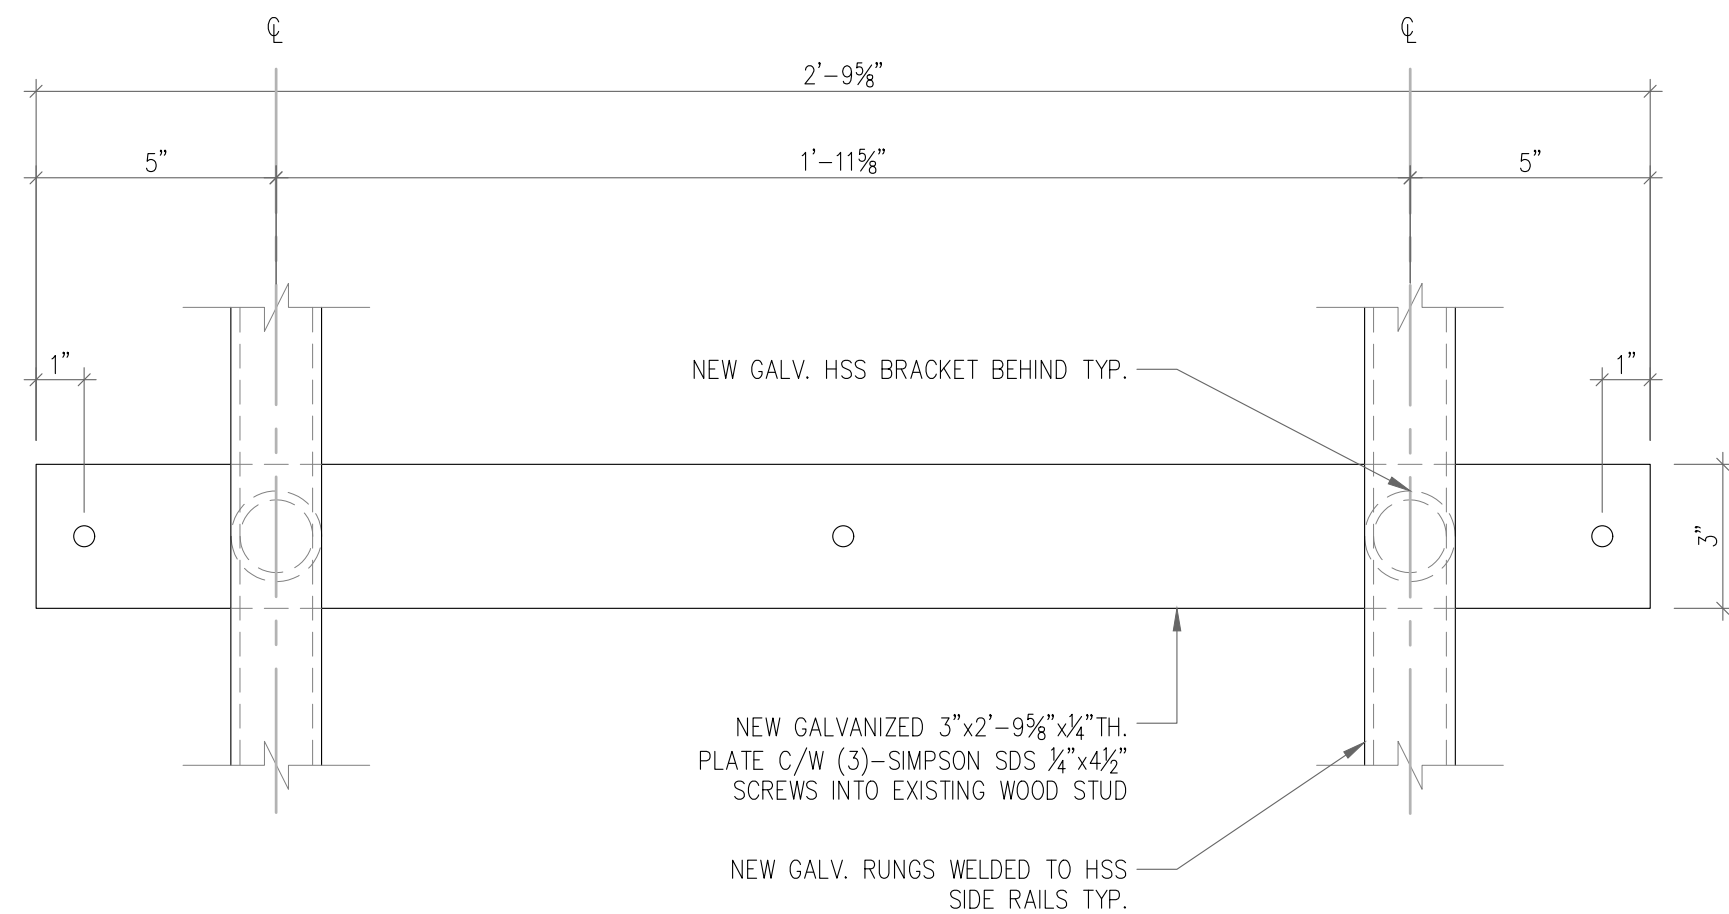 ℄ ℄
2'-9⅝"
5" 1'-11⅝" 5"
1" 1"
NEW GALV. HSS BRACKET BEHIND TYP.
3"
NEW GALVANIZED 3"x2'-9⅝"x¼"TH.
PLATE C/W (3)-SIMPSON SDS ¼"x4½"
SCREWS INTO EXISTING WOOD STUD
NEW GALV. RUNGS WELDED TO HSS
SIDE RAILS TYP.